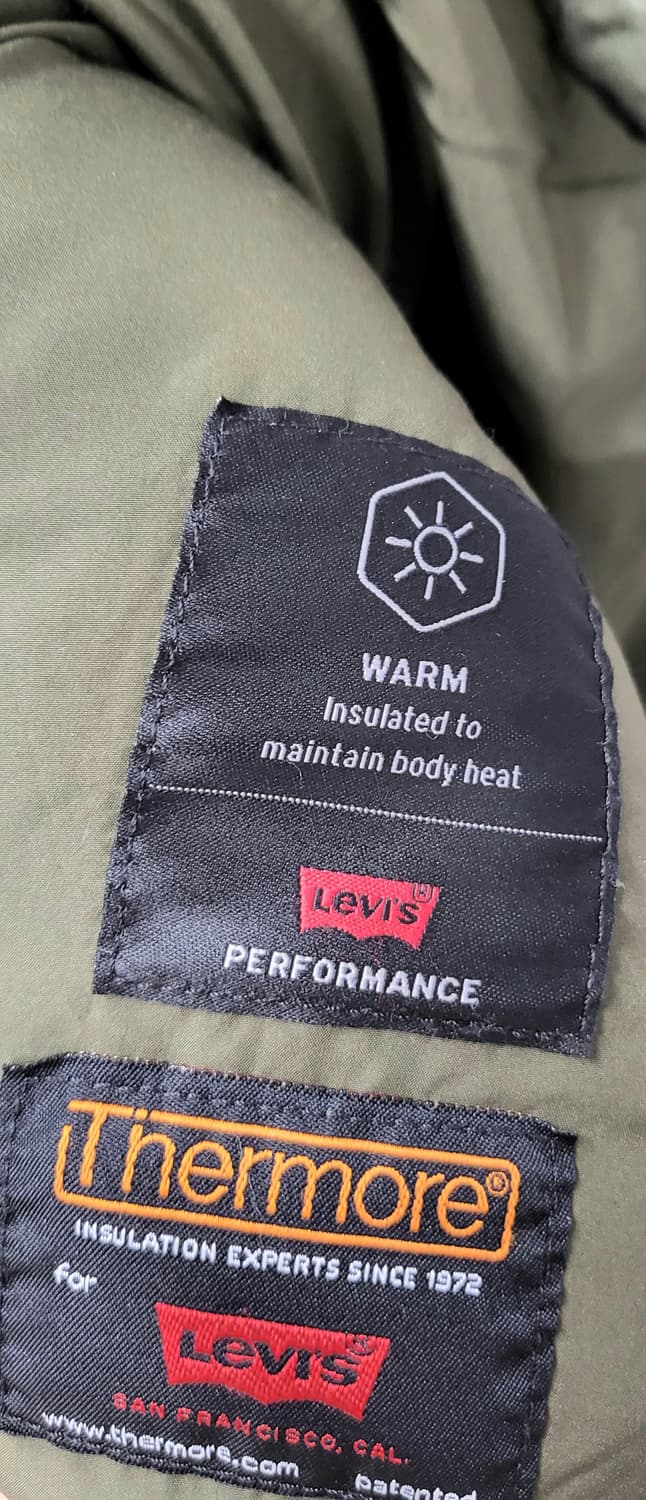 WARM
Insulated to
maintain body heat
Levi's®
PERFORMANCE
Thermore®
INSULATION EXPERTS SINCE 1972
for
Levi's®
SAN FRANCISCO, CAL.
www.thermore.com patented